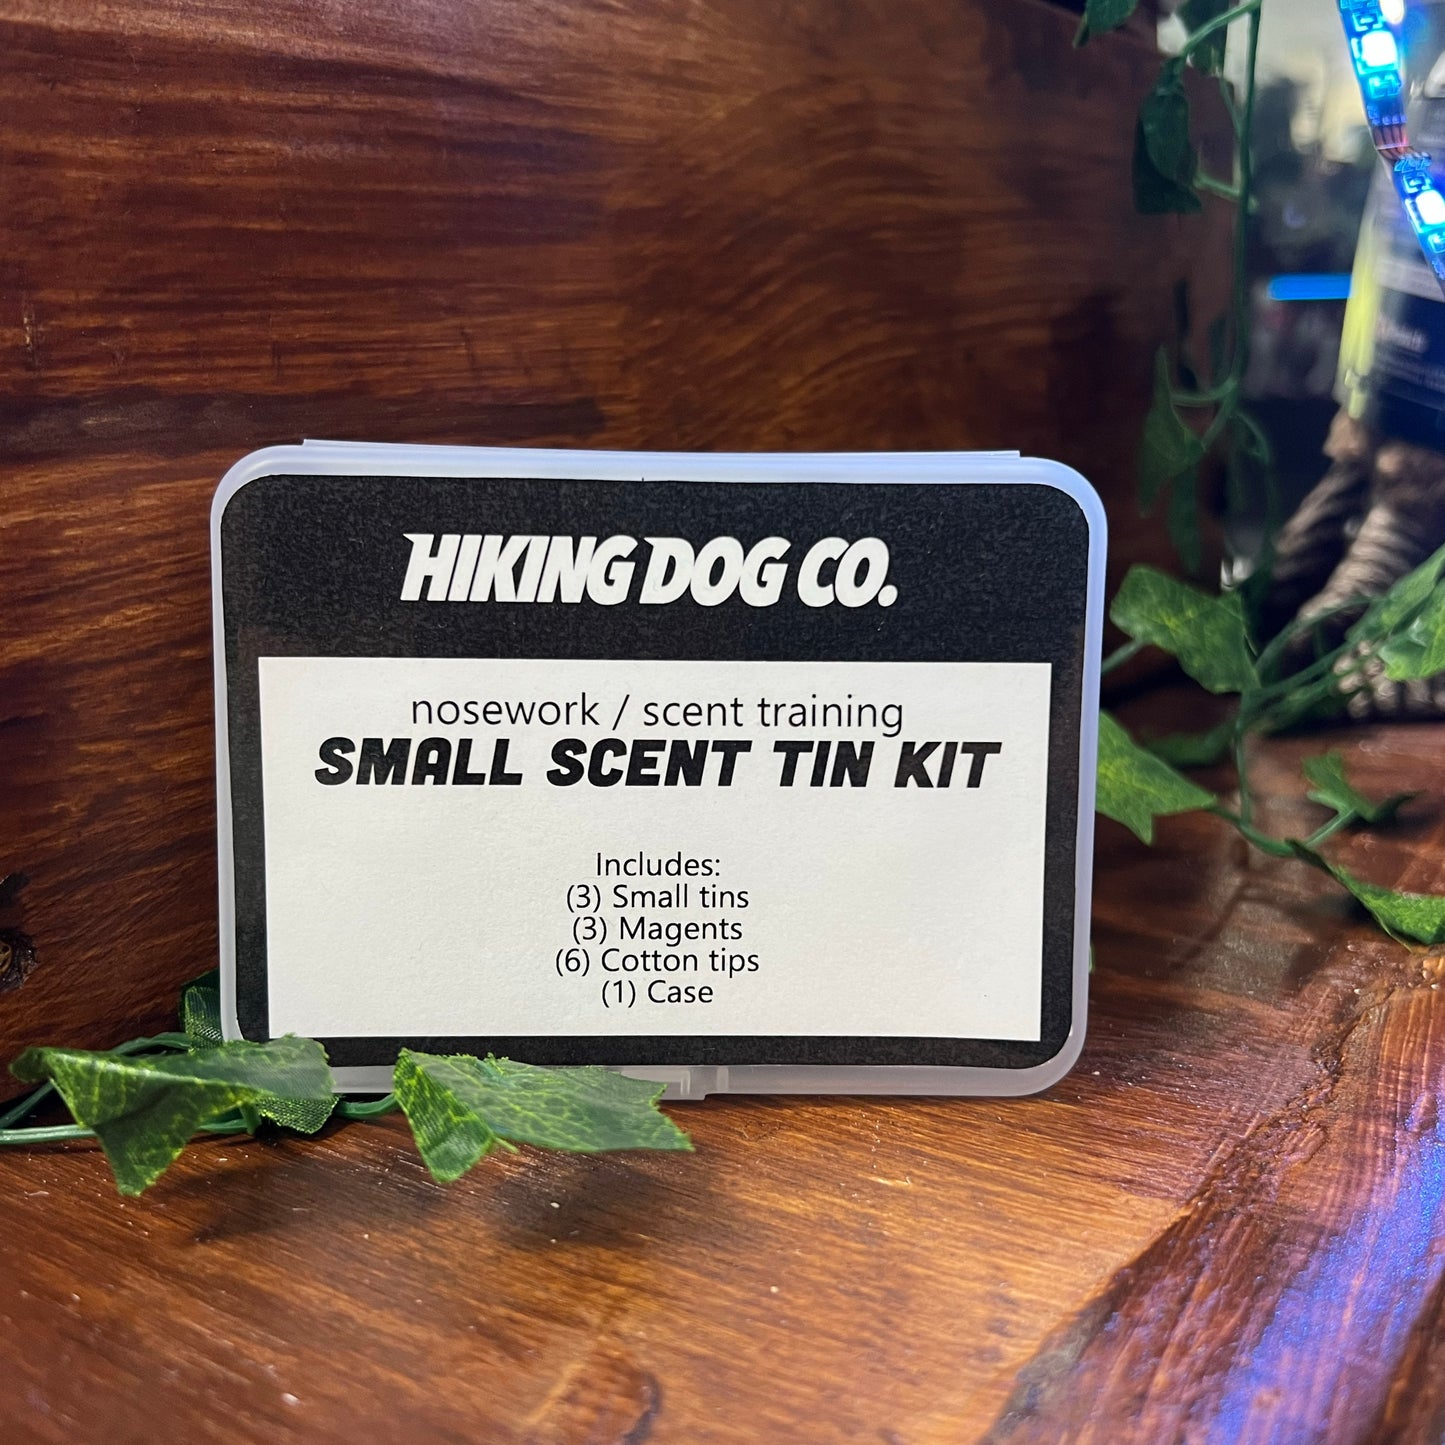 HIKING DOG CO.
nosework / scent training
SMALL SCENT TIN KIT
Includes:
(3) Small tins
(3) Magents
(6) Cotton tips
(1) Case